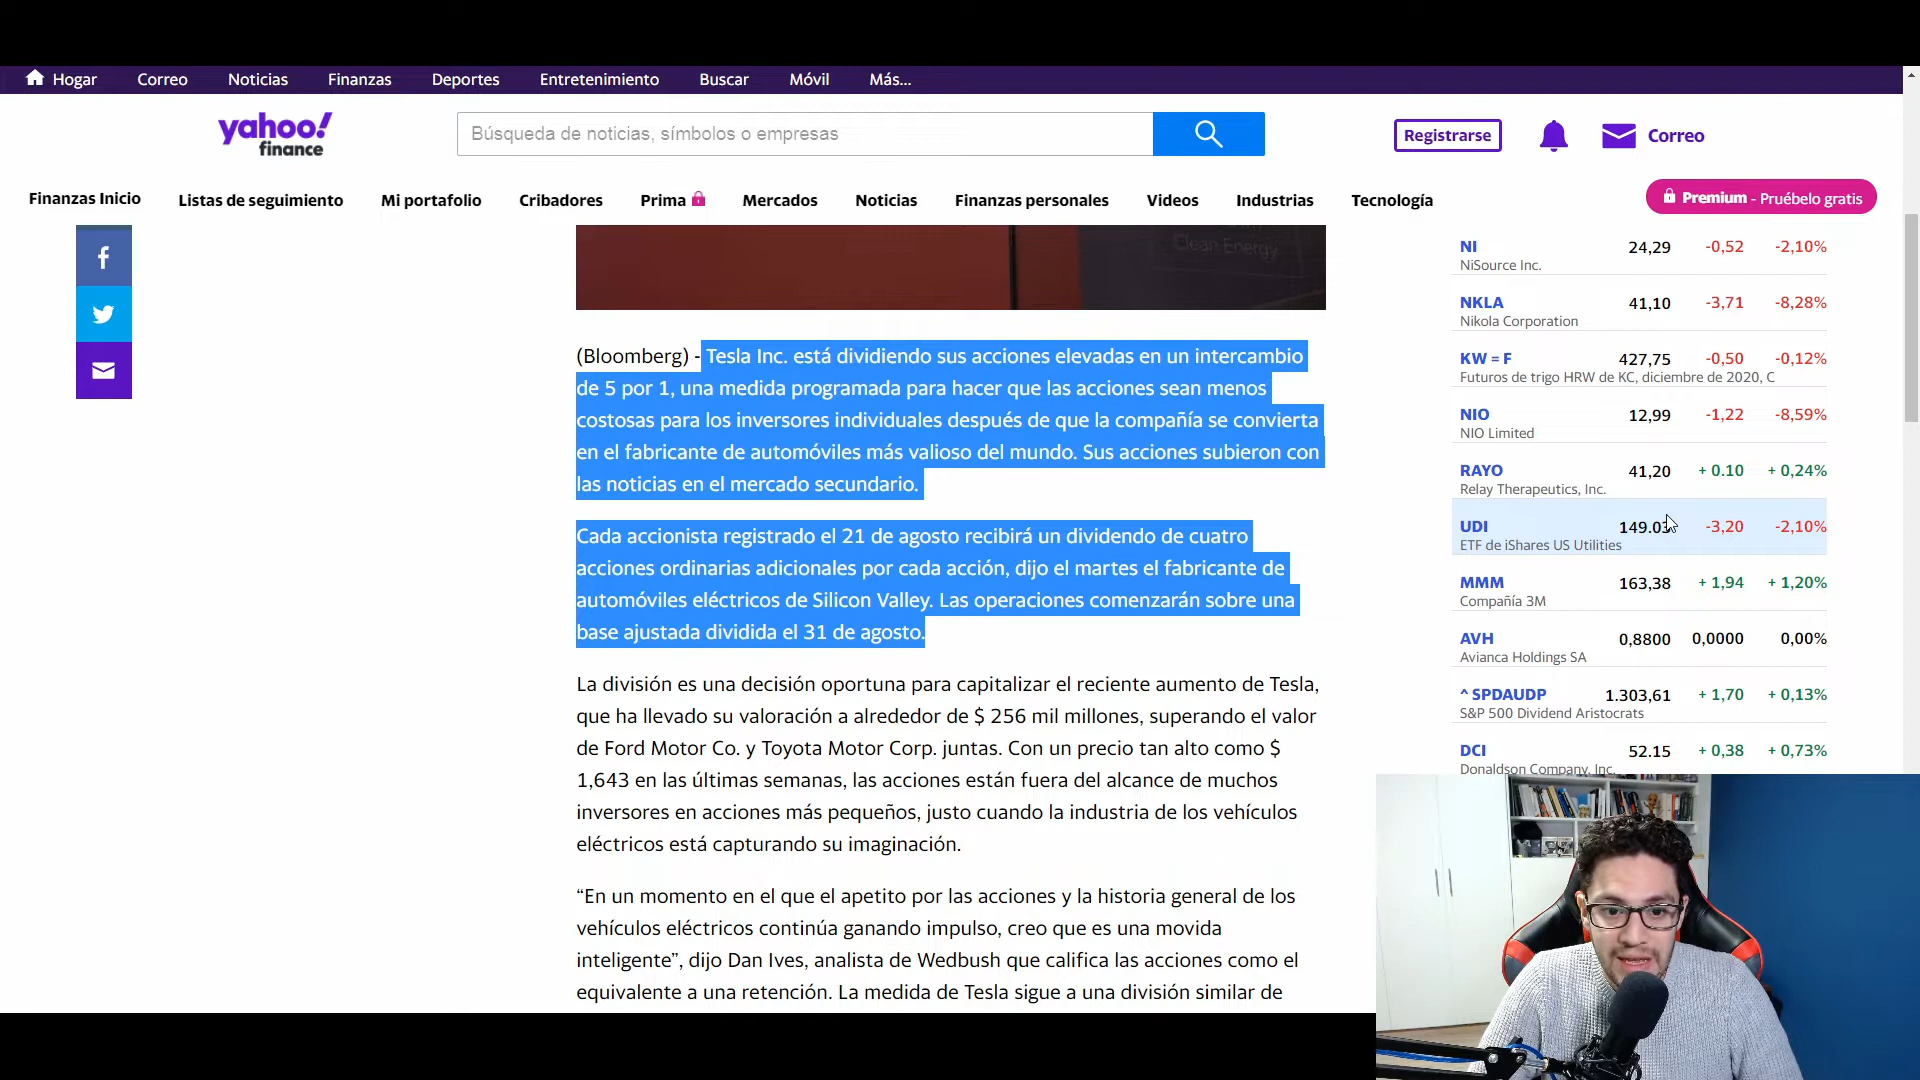 Hogar Correo Noticias Finanzas Deportes Entretenimiento Buscar Móvil Más...
yahoo!
finance
Búsqueda de noticias, símbolos o empresas
Registrarse
Correo
Finanzas Inicio Listas de seguimiento Mi portafolio Cribadores Prima Mercados Noticias Finanzas personales Videos Industrias Tecnología
Premium - Pruébelo gratis
Clean Energy
(Bloomberg) - Tesla Inc. está dividiendo sus acciones elevadas en un intercambio
de 5 por 1, una medida programada para hacer que las acciones sean menos
costosas para los inversores individuales después de que la compañía se convierta
en el fabricante de automóviles más valioso del mundo. Sus acciones subieron con
las noticias en el mercado secundario.
Cada accionista registrado el 21 de agosto recibirá un dividendo de cuatro
acciones ordinarias adicionales por cada acción, dijo el martes el fabricante de
automóviles eléctricos de Silicon Valley. Las operaciones comenzarán sobre una
base ajustada dividida el 31 de agosto.
La división es una decisión oportuna para capitalizar el reciente aumento de Tesla,
que ha llevado su valoración a alrededor de $ 256 mil millones, superando el valor
de Ford Motor Co. y Toyota Motor Corp. juntas. Con un precio tan alto como $
1,643 en las últimas semanas, las acciones están fuera del alcance de muchos
inversores en acciones más pequeños, justo cuando la industria de los vehículos
eléctricos está capturando su imaginación.
“En un momento en el que el apetito por las acciones y la historia general de los
vehículos eléctricos continúa ganando impulso, creo que es una movida
inteligente”, dijo Dan Ives, analista de Wedbush que califica las acciones como el
equivalente a una retención. La medida de Tesla sigue a una división similar de
NI 24,29 -0,52 -2,10%
NiSource Inc.
NKLA 41,10 -3,71 -8,28%
Nikola Corporation
KW = F 427,75 -0,50 -0,12%
Futuros de trigo HRW de KC, diciembre de 2020, C
NIO 12,99 -1,22 -8,59%
NIO Limited
RAYO 41,20 + 0.10 + 0,24%
Relay Therapeutics, Inc.
UDI 149.03 -3,20 -2,10%
ETF de iShares US Utilities
MMM 163,38 + 1,94 + 1,20%
Compañía 3M
AVH 0,8800 0,0000 0,00%
Avianca Holdings SA
^ SPDAUDP 1.303,61 + 1,70 + 0,13%
S&P 500 Dividend Aristocrats
DCI 52.15 + 0,38 + 0,73%
Donaldson Company, Inc.